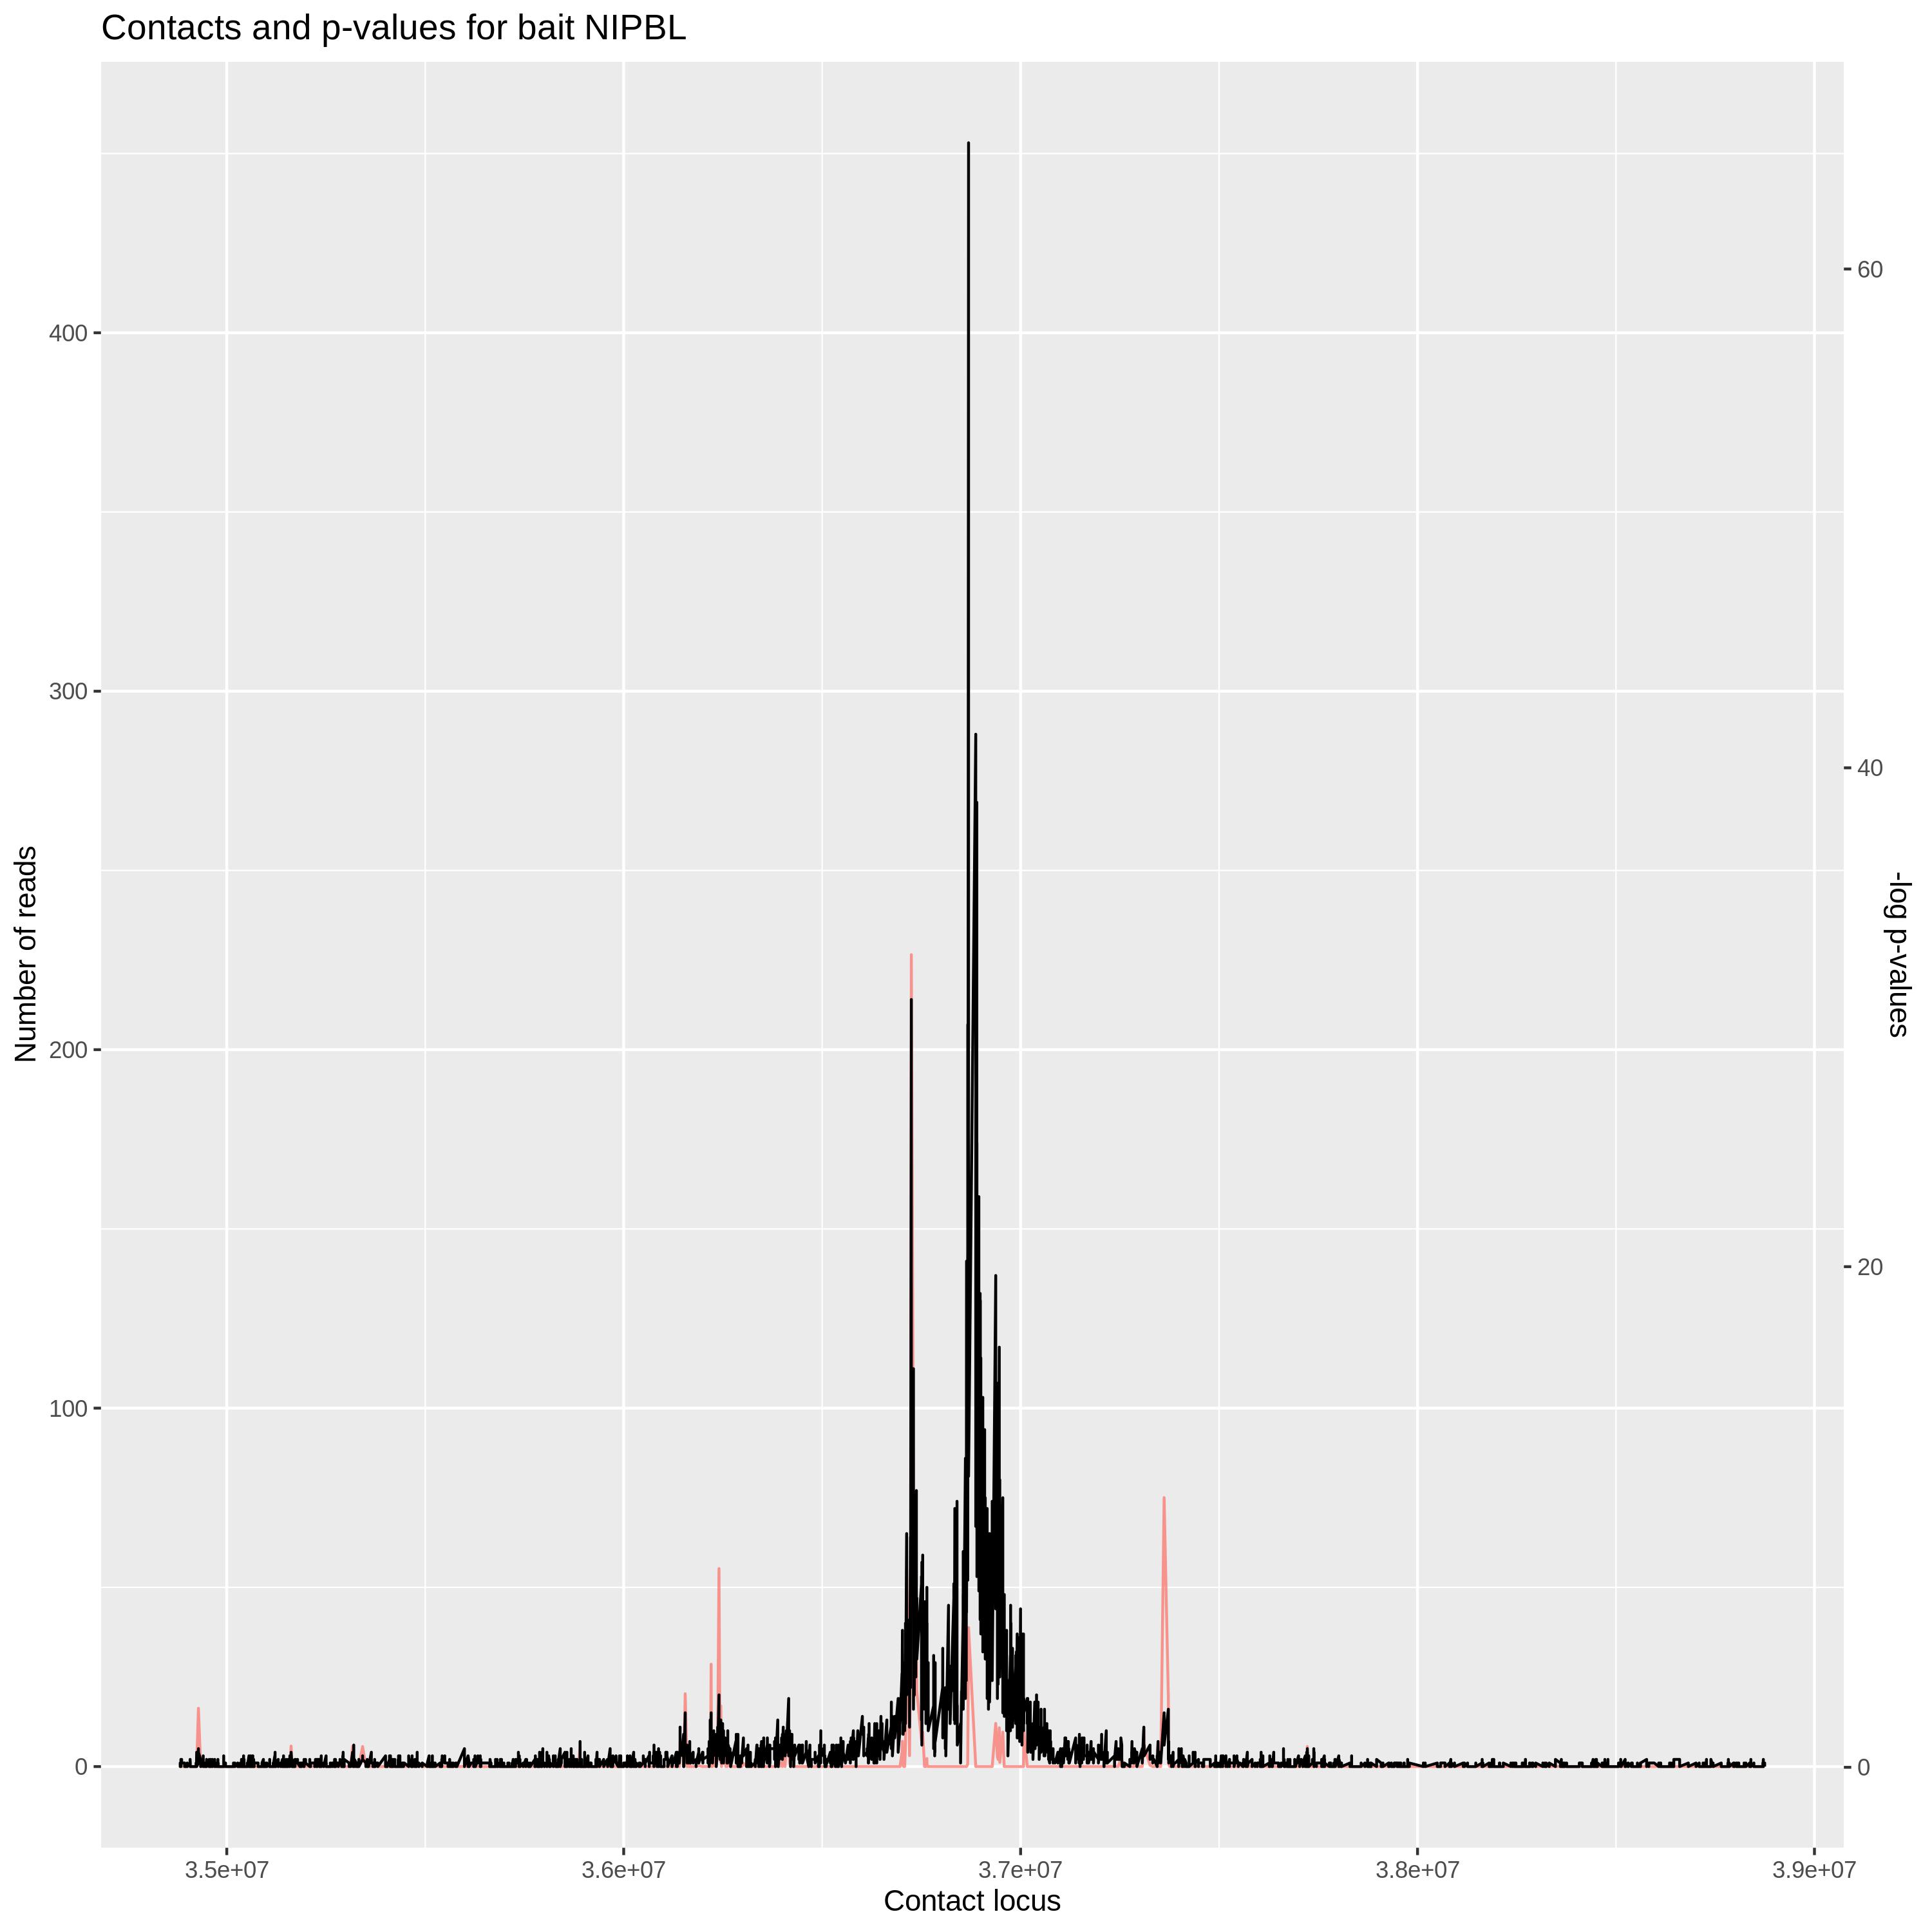 Contacts and p-values for bait NIPBL
Number of reads
400
300
200
100
0
60
40
20
0
-log p-values
3.5e+07
3.6e+07
3.7e+07
3.8e+07
3.9e+07
Contact locus